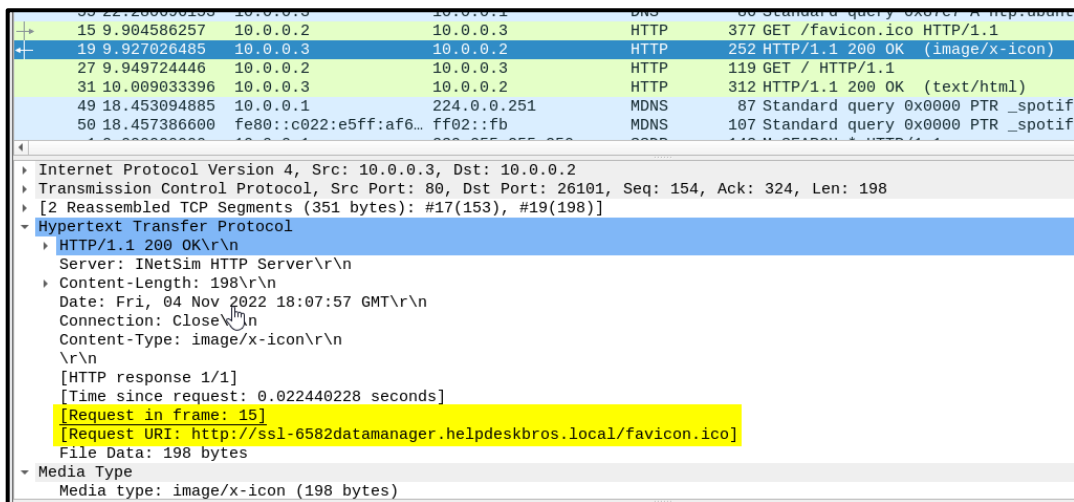 15 9.904586257 10.0.0.2 10.0.0.3 HTTP 377 GET /favicon.ico HTTP/1.1
19 9.927026485 10.0.0.3 10.0.0.2 HTTP 252 HTTP/1.1 200 OK (image/x-icon)
27 9.949724446 10.0.0.2 10.0.0.3 HTTP 119 GET / HTTP/1.1
31 10.009033396 10.0.0.3 10.0.0.2 HTTP 312 HTTP/1.1 200 OK (text/html)
49 18.453094885 10.0.0.1 224.0.0.251 MDNS 87 Standard query 0x0000 PTR _spotif
50 18.457386600 fe80::c022:e5ff:af6… ff02::fb MDNS 107 Standard query 0x0000 PTR _spotif
Internet Protocol Version 4, Src: 10.0.0.3, Dst: 10.0.0.2
Transmission Control Protocol, Src Port: 80, Dst Port: 26101, Seq: 154, Ack: 324, Len: 198
[2 Reassembled TCP Segments (351 bytes): #17(153), #19(198)]
Hypertext Transfer Protocol
HTTP/1.1 200 OK\r\n
Server: INetSim HTTP Server\r\n
Content-Length: 198\r\n
Date: Fri, 04 Nov 2022 18:07:57 GMT\r\n
Connection: Close\r\n
Content-Type: image/x-icon\r\n
\r\n
[HTTP response 1/1]
[Time since request: 0.022440228 seconds]
[Request in frame: 15]
[Request URI: http://ssl-6582datamanager.helpdeskbros.local/favicon.ico]
File Data: 198 bytes
Media Type
Media type: image/x-icon (198 bytes)